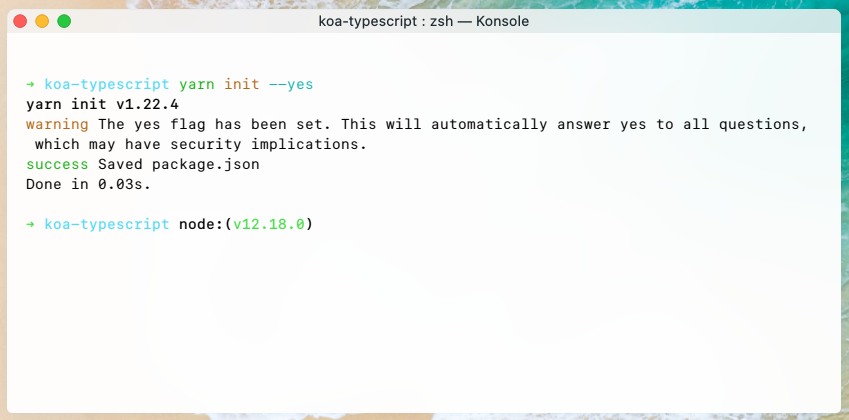 koa-typescript : zsh — Konsole
→ koa-typescript yarn init --yes
yarn init v1.22.4
warning The yes flag has been set. This will automatically answer yes to all questions,
which may have security implications.
success Saved package.json
Done in 0.03s.
→ koa-typescript node:(v12.18.0)